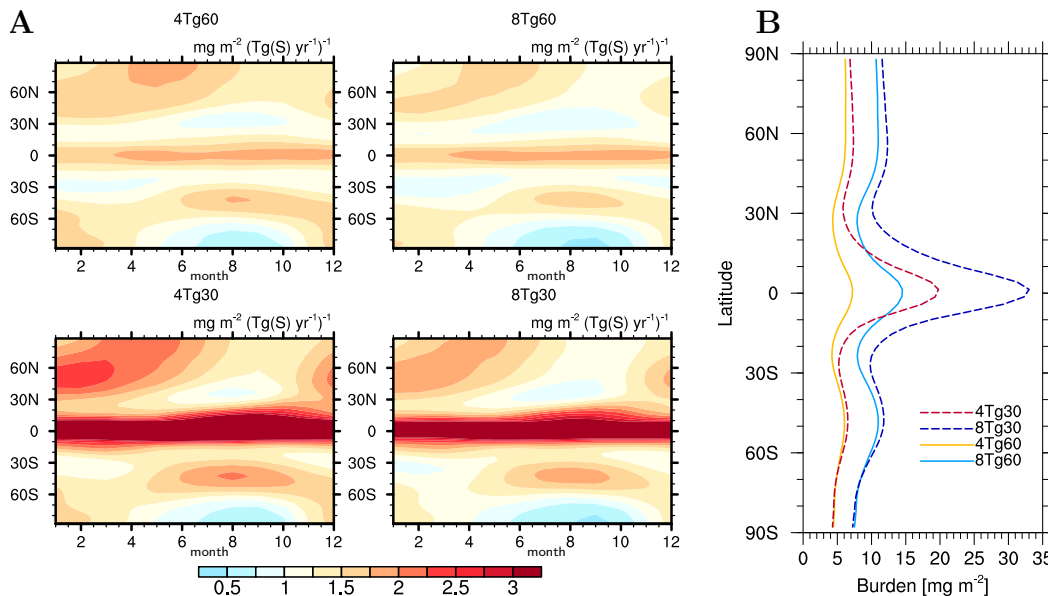 A
4Tg60
8Tg60
mg m⁻² (Tg(S) yr⁻¹)⁻¹
mg m⁻² (Tg(S) yr⁻¹)⁻¹
60N
30N
0
30S
60S
60N
30N
0
30S
60S
2 4 6 8 10 12
month
2 4 6 8 10 12
month
4Tg30
8Tg30
mg m⁻² (Tg(S) yr⁻¹)⁻¹
mg m⁻² (Tg(S) yr⁻¹)⁻¹
60N
30N
0
30S
60S
60N
30N
0
30S
60S
2 4 6 8 10 12
month
2 4 6 8 10 12
month
0.5 1 1.5 2 2.5 3
B
90N
60N
30N
0
30S
60S
90S
Latitude
4Tg30
8Tg30
4Tg60
8Tg60
0 5 10 15 20 25 30 35
Burden [mg m⁻²]